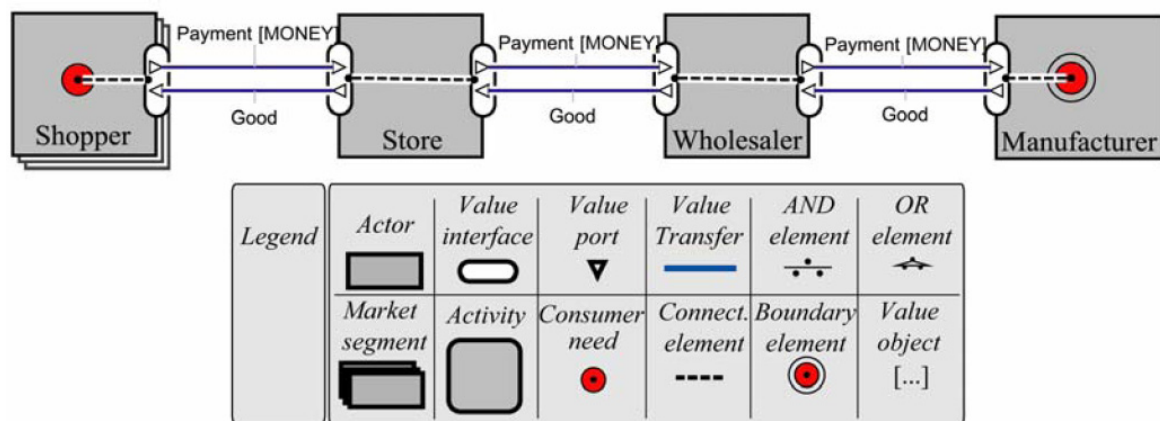 Payment [MONEY]
Payment [MONEY]
Payment [MONEY]
Good
Good
Good
Shopper
Store
Wholesaler
Manufacturer
Legend
Actor
Value
interface
Value
port
Value
Transfer
AND
element
OR
element
Market
segment
Activity
Consumer
need
Connect.
element
Boundary
element
Value
object
[...]